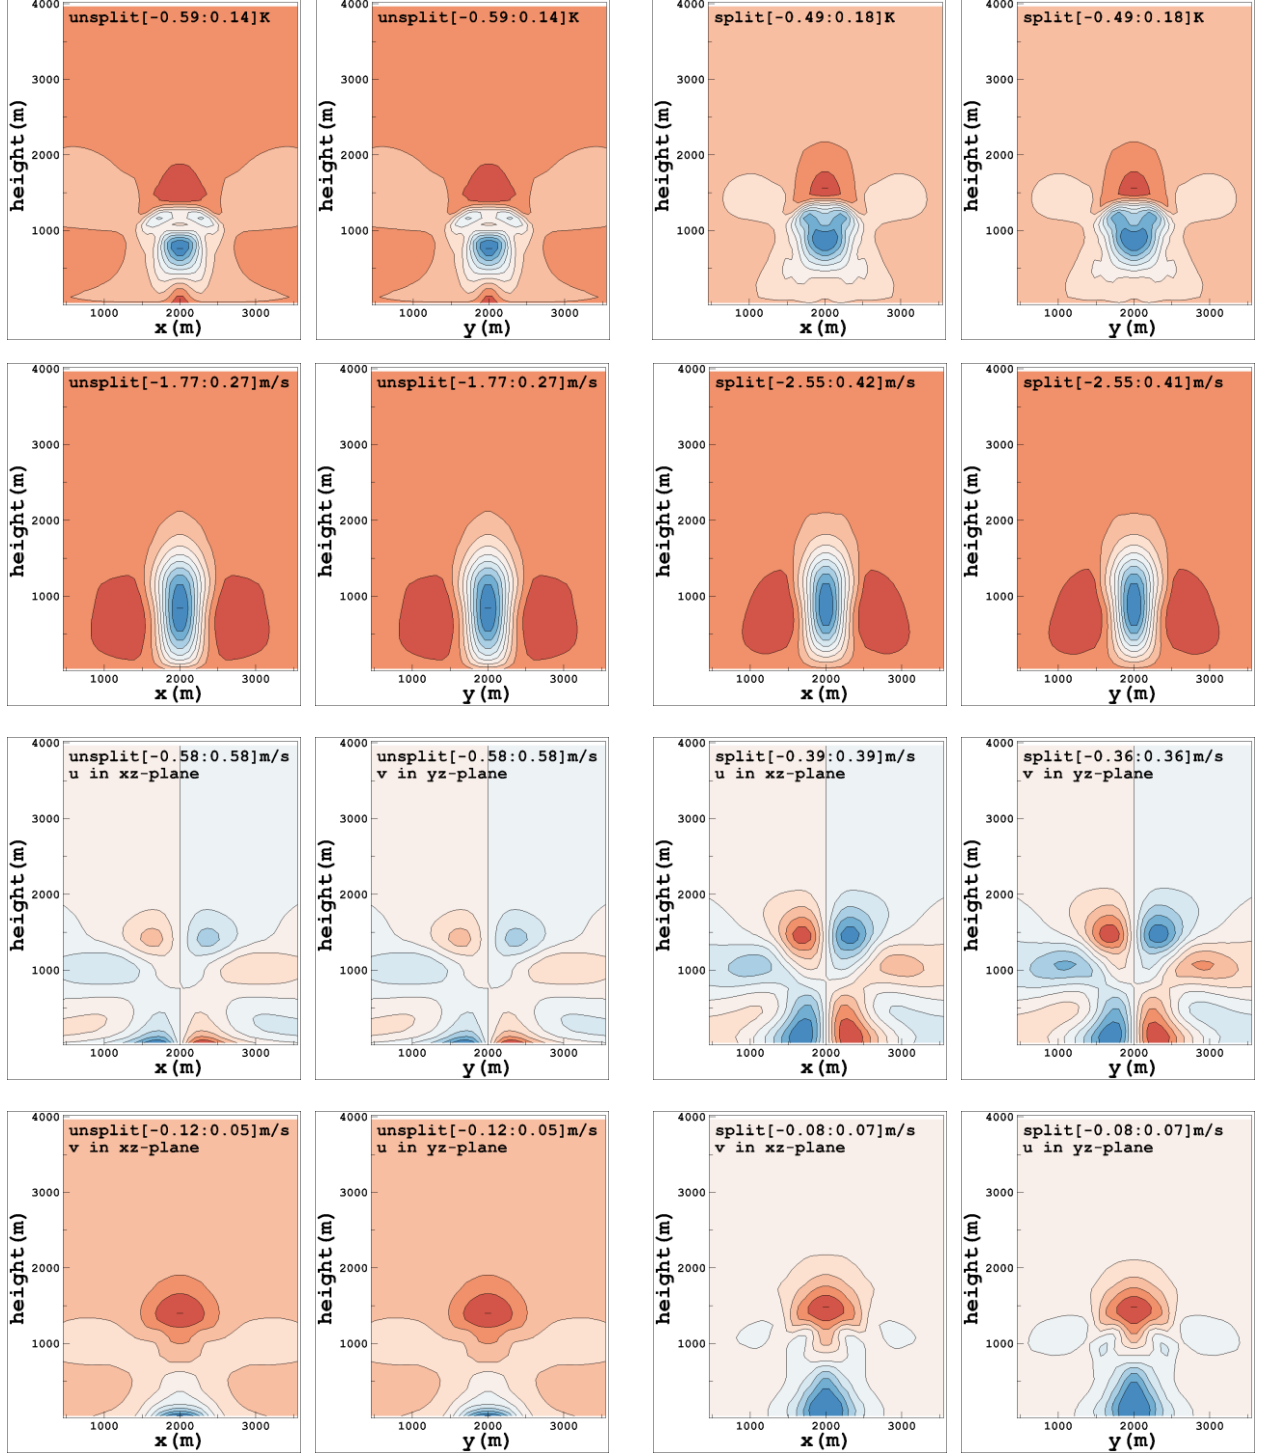 unsplit[-0.59:0.14]K
4000
3000
2000
1000
height(m)
1000 2000 3000
x(m)
unsplit[-0.59:0.14]K
4000
3000
2000
1000
height(m)
1000 2000 3000
y(m)
split[-0.49:0.18]K
4000
3000
2000
1000
height(m)
1000 2000 3000
x(m)
split[-0.49:0.18]K
4000
3000
2000
1000
height(m)
1000 2000 3000
y(m)
unsplit[-1.77:0.27]m/s
4000
3000
2000
1000
height(m)
1000 2000 3000
x(m)
unsplit[-1.77:0.27]m/s
4000
3000
2000
1000
height(m)
1000 2000 3000
y(m)
split[-2.55:0.42]m/s
4000
3000
2000
1000
height(m)
1000 2000 3000
x(m)
split[-2.55:0.41]m/s
4000
3000
2000
1000
height(m)
1000 2000 3000
y(m)
unsplit[-0.58:0.58]m/s
u in xz-plane
4000
3000
2000
1000
height(m)
1000 2000 3000
x(m)
unsplit[-0.58:0.58]m/s
v in yz-plane
4000
3000
2000
1000
height(m)
1000 2000 3000
y(m)
split[-0.39:0.39]m/s
u in xz-plane
4000
3000
2000
1000
height(m)
1000 2000 3000
x(m)
split[-0.36:0.36]m/s
v in yz-plane
4000
3000
2000
1000
height(m)
1000 2000 3000
y(m)
unsplit[-0.12:0.05]m/s
v in xz-plane
4000
3000
2000
1000
height(m)
1000 2000 3000
x(m)
unsplit[-0.12:0.05]m/s
u in yz-plane
4000
3000
2000
1000
height(m)
1000 2000 3000
y(m)
split[-0.08:0.07]m/s
v in xz-plane
4000
3000
2000
1000
height(m)
1000 2000 3000
x(m)
split[-0.08:0.07]m/s
u in yz-plane
4000
3000
2000
1000
height(m)
1000 2000 3000
y(m)